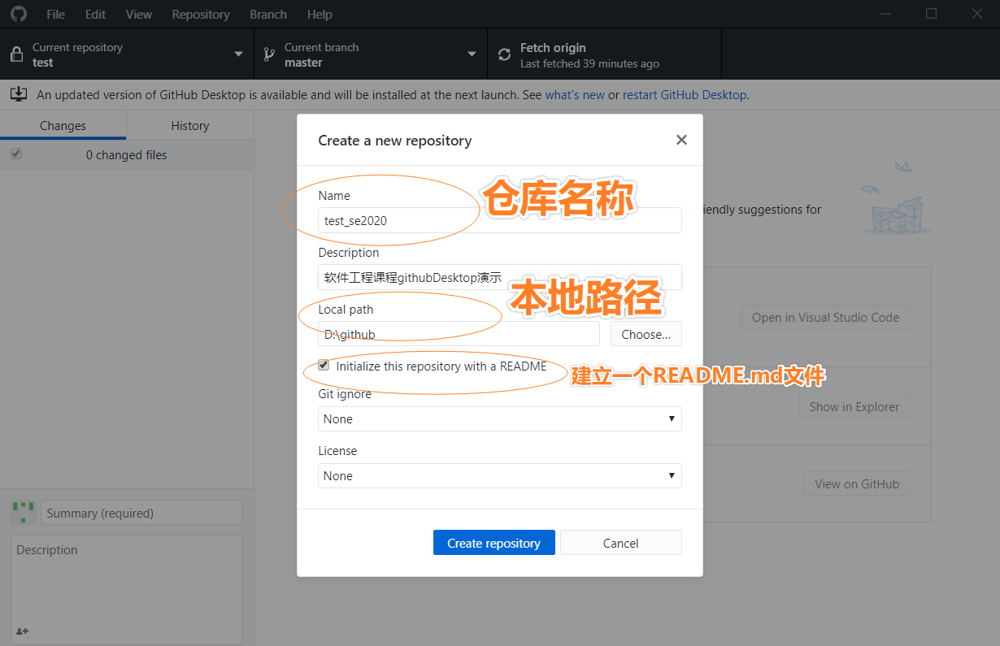 File Edit View Repository Branch Help
Current repository
test
Current branch
master
Fetch origin
Last fetched 39 minutes ago
An updated version of GitHub Desktop is available and will be installed at the next launch. See what's new or restart GitHub Desktop.
Changes History
0 changed files
Create a new repository
Name
仓库名称
test_se2020
iendly suggestions for
Description
软件工程课程githubDesktop演示
本地路径
Local path
D:\github
Choose...
Open in Visual Studio Code
Initialize this repository with a README
建立一个README.md文件
Git ignore
None
Show in Explorer
License
None
View on GitHub
Summary (required)
Description
Create repository
Cancel